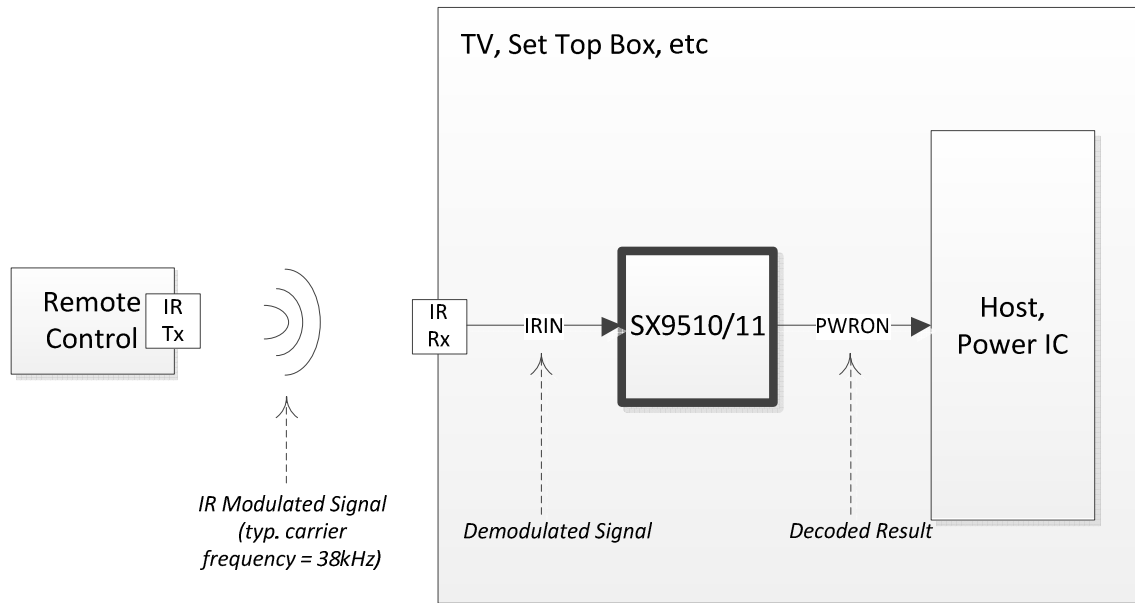 TV, Set Top Box, etc
Remote
Control
IR
Tx
IR
Rx
IRIN
SX9510/11
PWRON
Host,
Power IC
IR Modulated Signal
(typ. carrier
frequency = 38kHz)
Demodulated Signal
Decoded Result